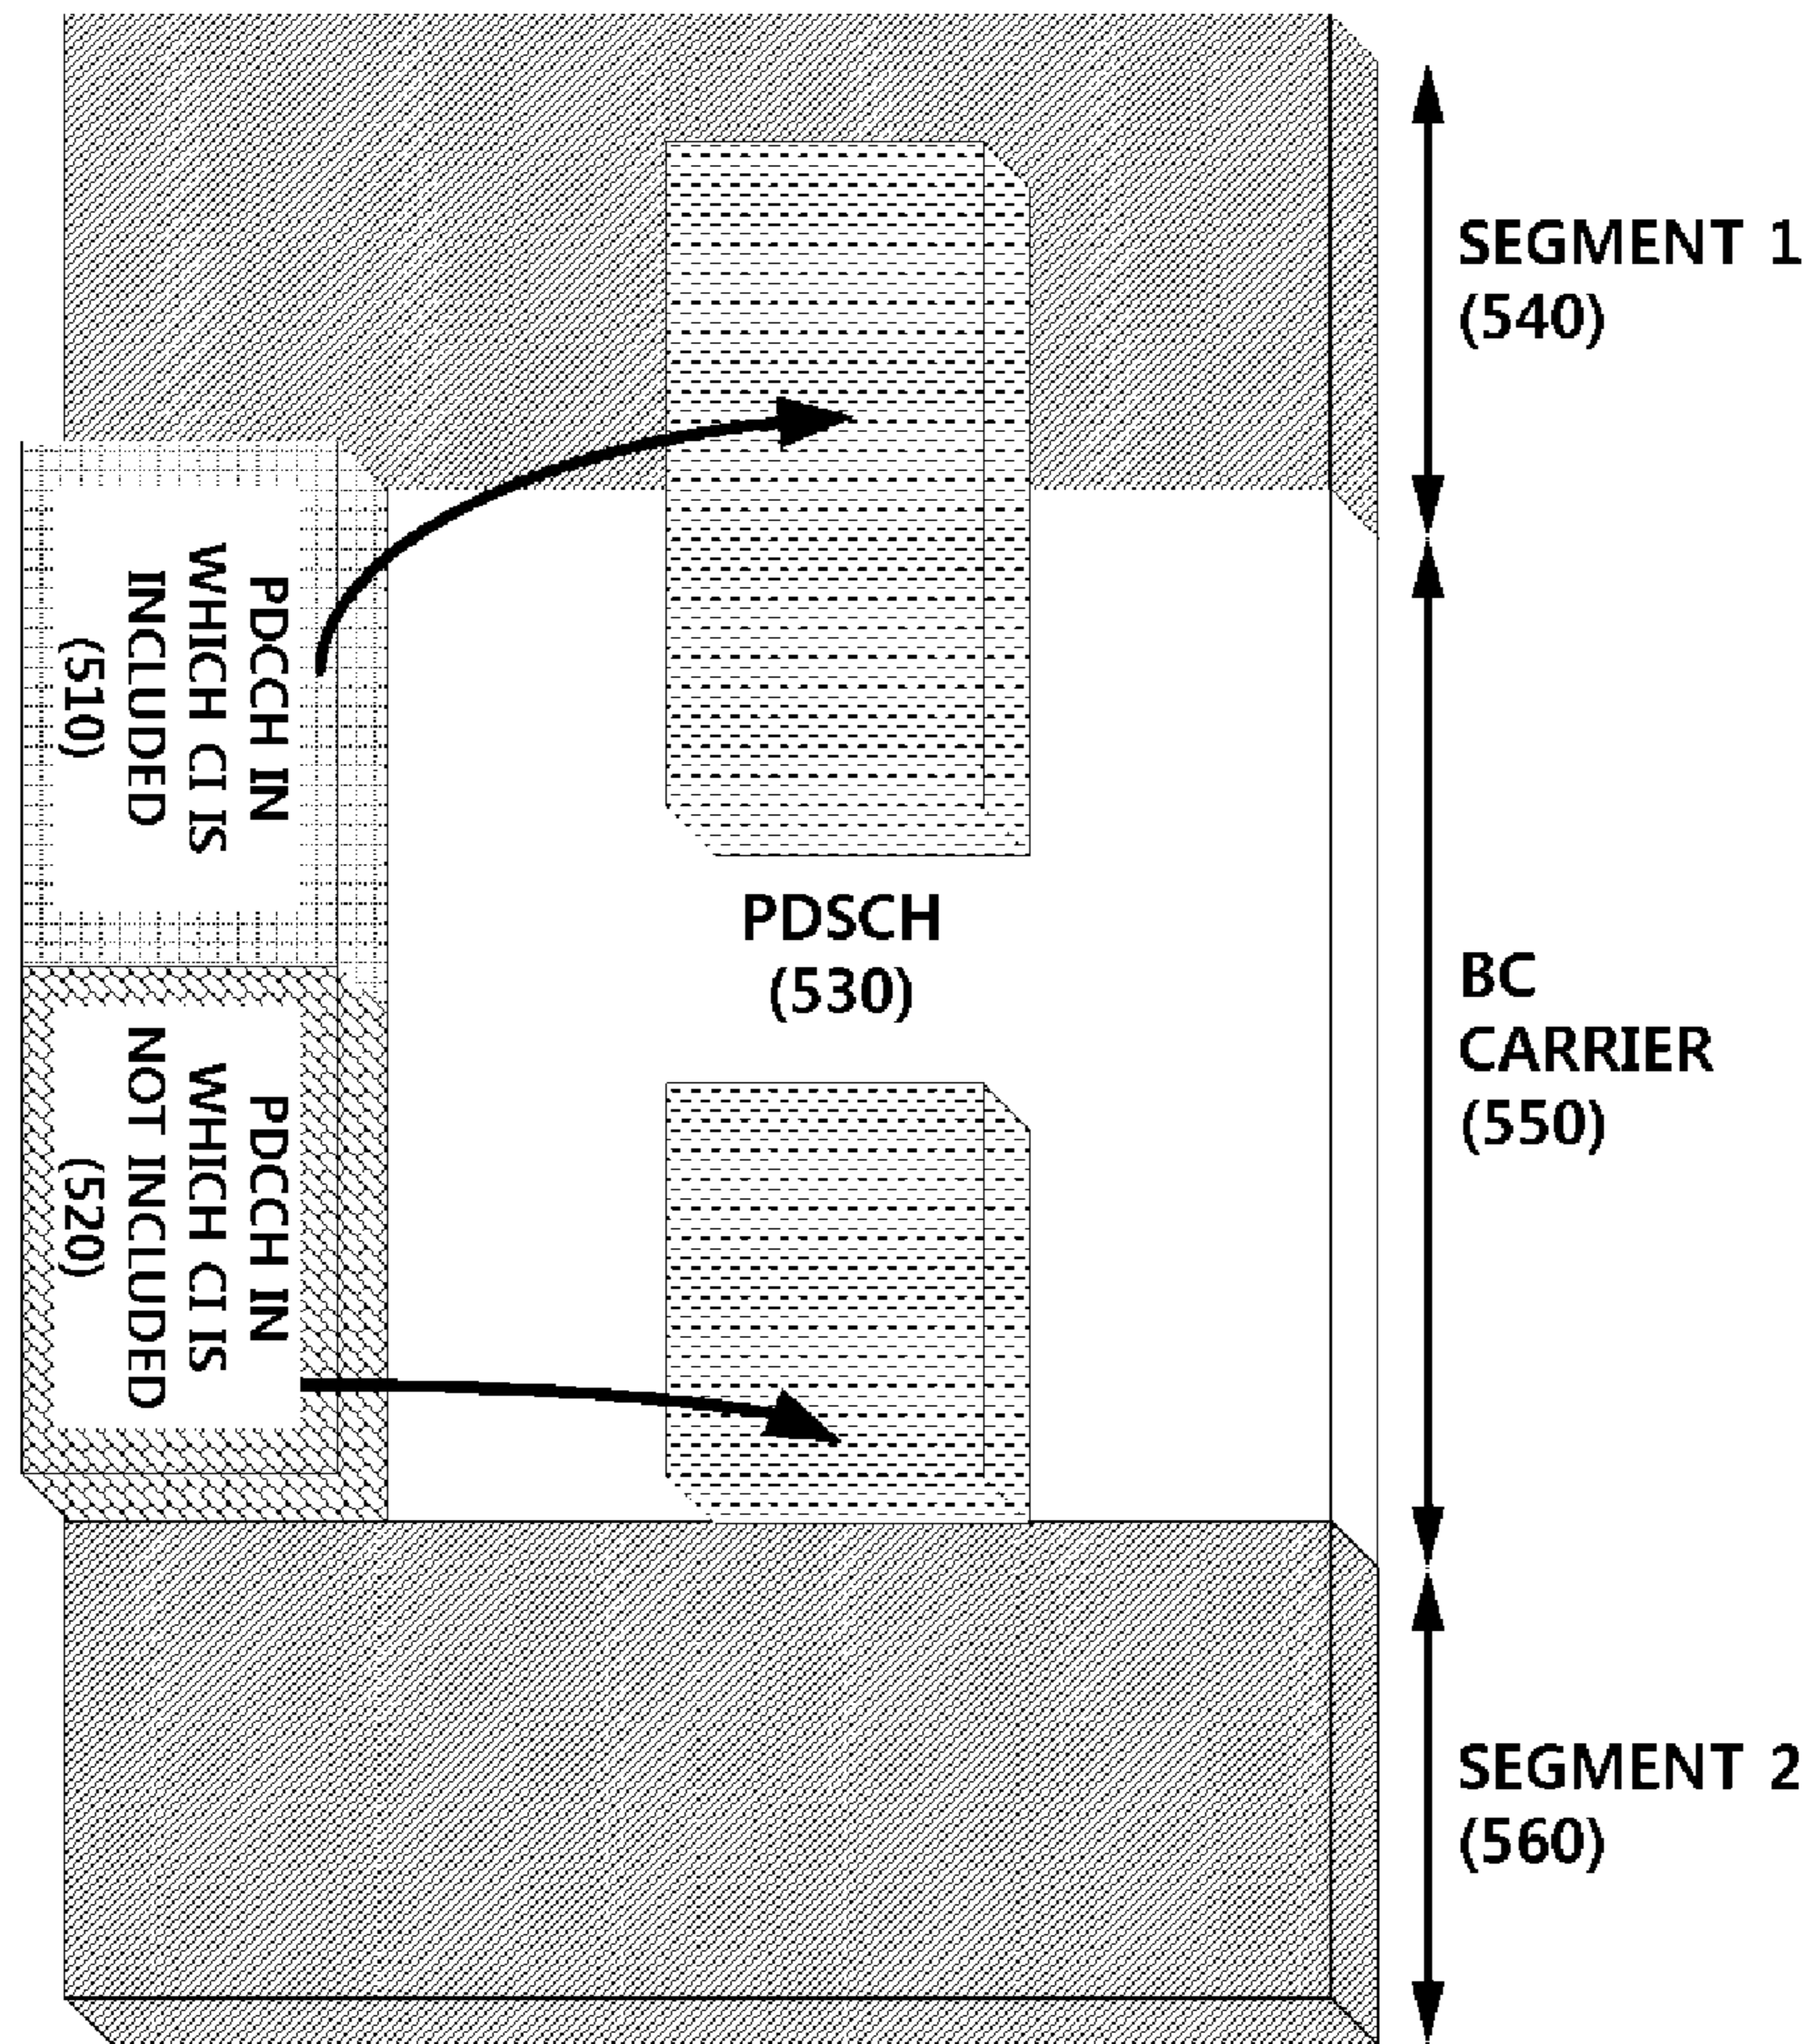 SEGMENT 1
(540)
PDCCH IN
WHICH CI IS
INCLUDED
(510)
PDSCH
(530)
BC
CARRIER
(550)
PDCCH IN
WHICH CI IS
NOT INCLUDED
(520)
SEGMENT 2
(560)